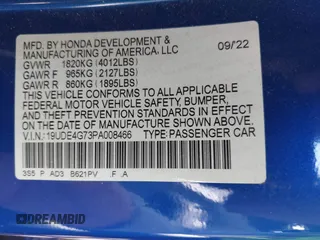 MFD. BY HONDA DEVELOPMENT & 09/22
MANUFACTURING OF AMERICA, LLC
GVWR 1820KG (4012LBS)
GAWR F 965KG (2127LBS)
GAWR R 860KG (1895LBS)
THIS VEHICLE CONFORMS TO ALL APPLICABLE
FEDERAL MOTOR VEHICLE SAFETY, BUMPER,
AND THEFT PREVENTION STANDARDS IN EFFECT
ON THE DATE OF MANUFACTURE SHOWN ABOVE.
V.I.N.: 19UDE4G73PA008466 TYPE: PASSENGER CAR
3S5 P AD3 B621PV .F .A
DREAMBID